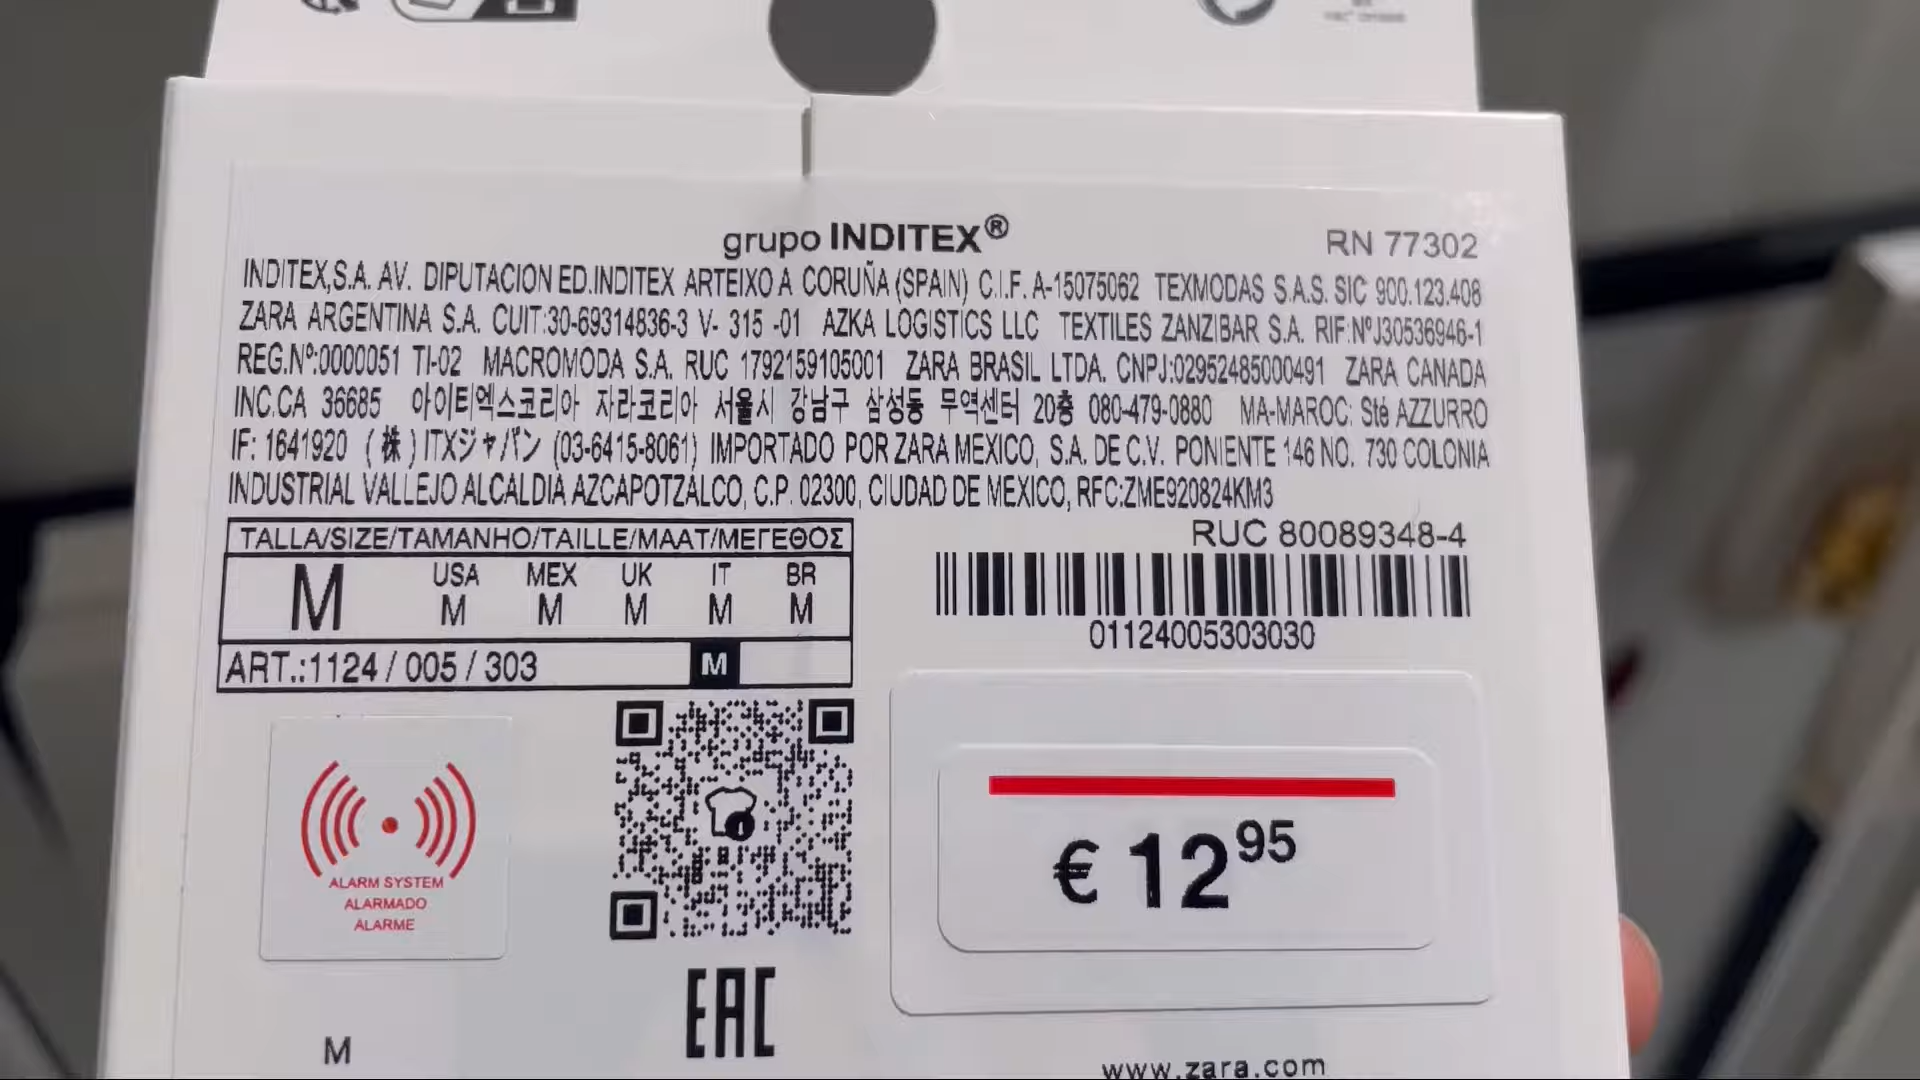 grupo INDITEX®
RN 77302
INDITEX,S.A. AV. DIPUTACION ED.INDITEX ARTEIXO A CORUÑA (SPAIN) C.I.F. A-15075062 TEXMODAS S.A.S. SIC 900.123.408
ZARA ARGENTINA S.A. CUIT:30-69314836-3 V- 315 -01 AZKA LOGISTICS LLC TEXTILES ZANZIBAR S.A. RIF:NºJ30536946-1
REG.Nº:0000051 TI-02 MACROMODA S.A. RUC 1792159105001 ZARA BRASIL LTDA. CNPJ:02952485000491 ZARA CANADA
INC.CA 36685 아이티엑스코리아 자라코리아 서울시 강남구 삼성동 무역센터 20층 080-479-0880 MA-MAROC: Sté AZZURRO
IF: 1641920 (株) ITXジャパン (03-6415-8061) IMPORTADO POR ZARA MEXICO, S.A. DE C.V. PONIENTE 146 NO. 730 COLONIA
INDUSTRIAL VALLEJO ALCALDIA AZCAPOTZALCO, C.P. 02300, CIUDAD DE MEXICO, RFC:ZME920824KM3
RUC 80089348-4
TALLA/SIZE/TAMANHO/TAILLE/MAAT/ΜΕΓΕΘΟΣ
M USA MEX UK IT BR
M M M M M
ART.:1124 / 005 / 303 M
01124005303030
ALARM SYSTEM
ALARMADO
ALARME
€ 1295
EAC
M
www.zara.com